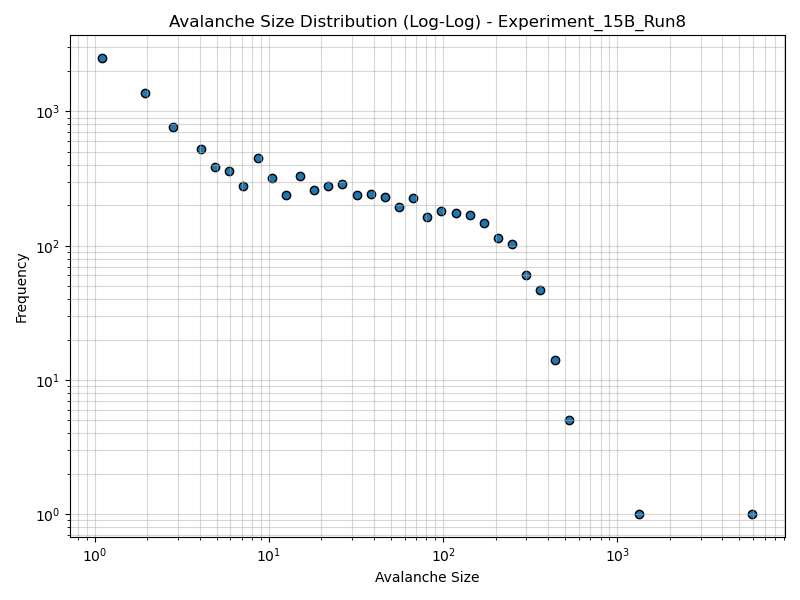 Avalanche Size Distribution (Log-Log) - Experiment_15B_Run8
Frequency
10³
10²
10¹
10⁰
10⁰ 10¹ 10² 10³
Avalanche Size